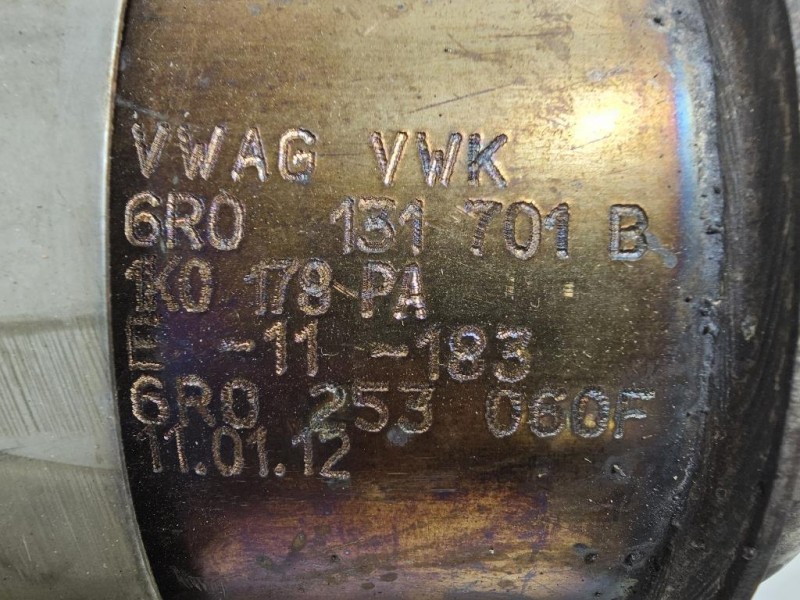 VWAG VWK
6R0 131 701 B
1K0 178 PA
-11 -183
6R0 253 060F
11.01.12